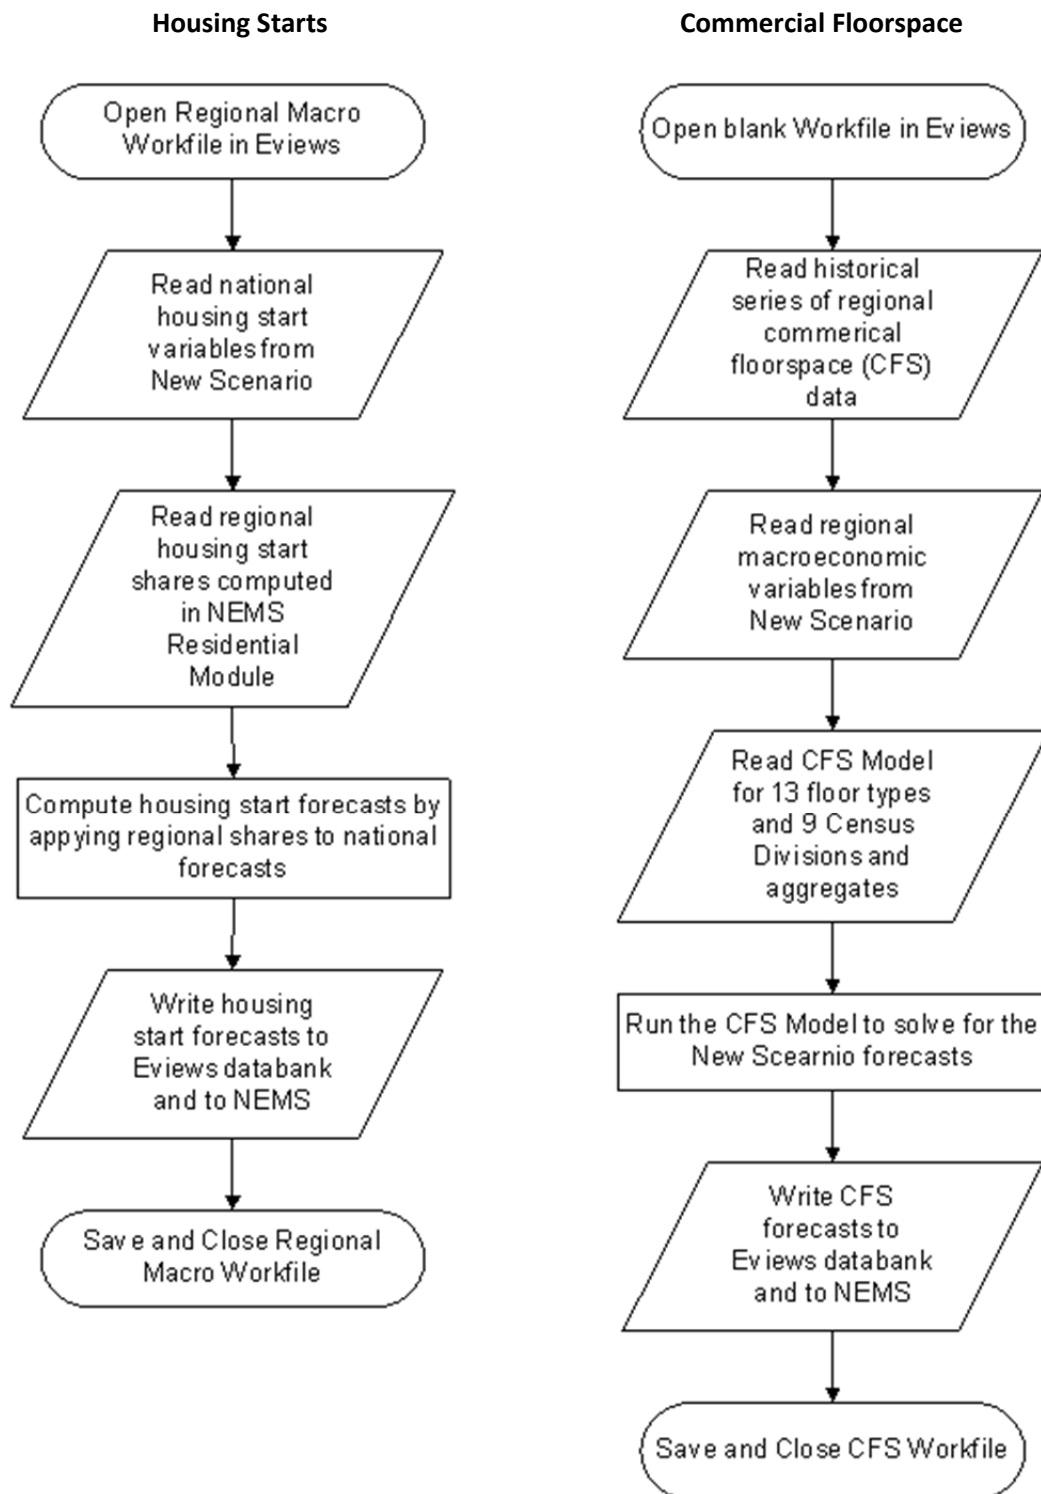 Housing Starts
Open Regional Macro
Workfile in Eviews
Read national
housing start
variables from
New Scenario
Read regional
housing start
shares computed
in NEMS
Residential
Module
Compute housing start forecasts by
applying regional shares to national
forecasts
Write housing
start forecasts to
Eviews databank
and to NEMS
Save and Close Regional
Macro Workfile
Commercial Floorspace
Open blank Workfile in Eviews
Read historical
series of regional
commerical
floorspace (CFS)
data
Read regional
macroeconomic
variables from
New Scenario
Read CFS Model
for 13 floor types
and 9 Census
Divisions and
aggregates
Run the CFS Model to solve for the
New Scearnio forecasts
Write CFS
forecasts to
Eviews databank
and to NEMS
Save and Close CFS Workfile